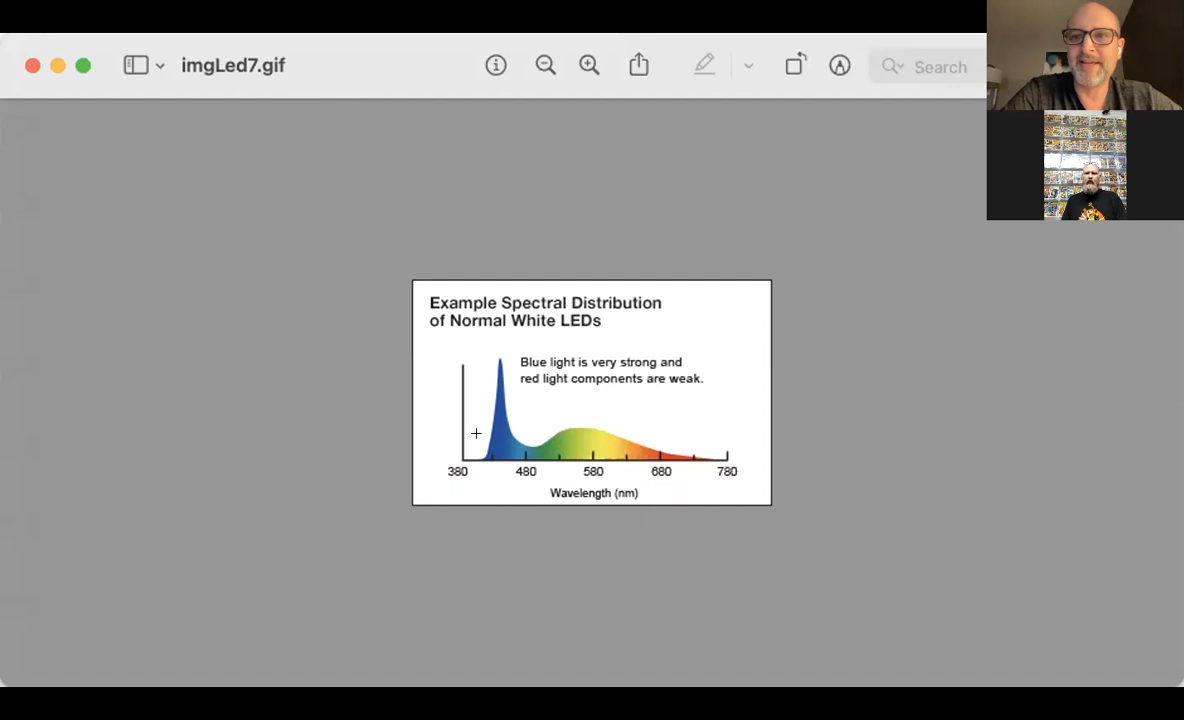 imgLed7.gif
Search
Example Spectral Distribution
of Normal White LEDs
Blue light is very strong and
red light components are weak.
380 480 580 680 780
Wavelength (nm)